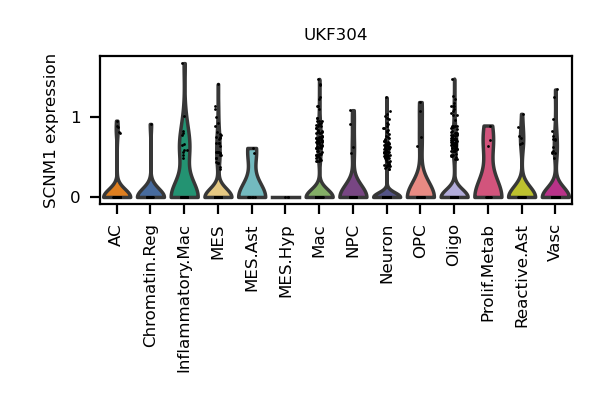 UKF304
SCNM1 expression
1
0
AC
Chromatin.Reg
Inflammatory.Mac
MES
MES.Ast
MES.Hyp
Mac
NPC
Neuron
OPC
Oligo
Prolif.Metab
Reactive.Ast
Vasc